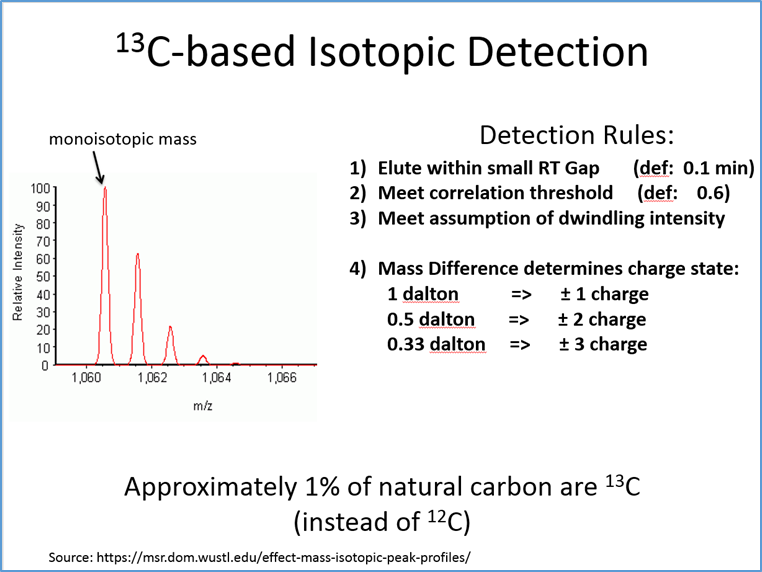 ¹³C-based Isotopic Detection
monoisotopic mass
Detection Rules:
1) Elute within small RT Gap (def: 0.1 min)
2) Meet correlation threshold (def: 0.6)
3) Meet assumption of dwindling intensity
4) Mass Difference determines charge state:
1 dalton => ± 1 charge
0.5 dalton => ± 2 charge
0.33 dalton => ± 3 charge
Relative Intensity
100
90
80
70
60
50
40
30
20
10
0
1,060 1,062 1,064 1,066
m/z
Approximately 1% of natural carbon are ¹³C
(instead of ¹²C)
Source: https://msr.dom.wustl.edu/effect-mass-isotopic-peak-profiles/